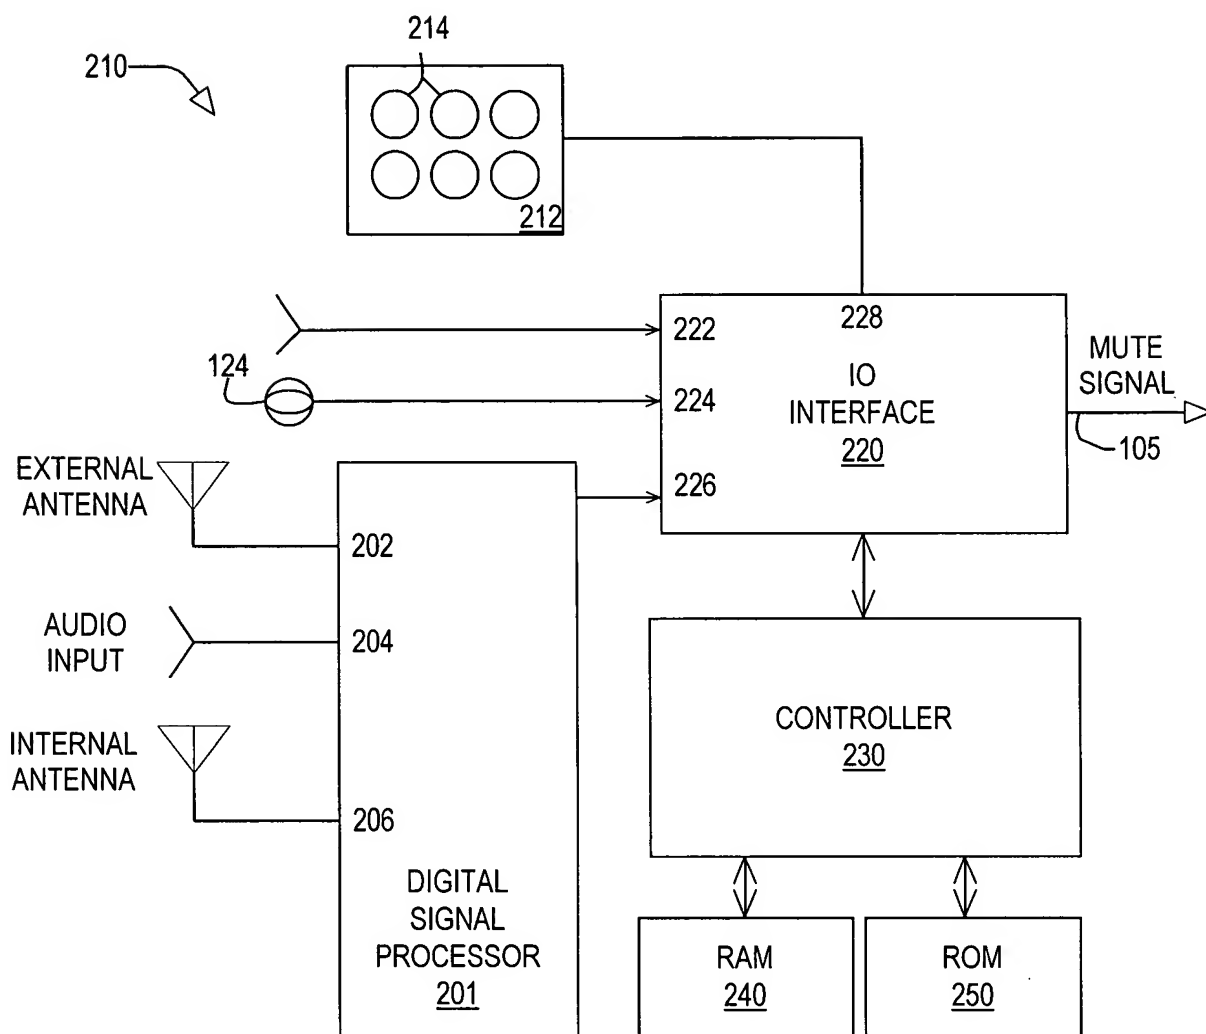 214
210
212
222
228
IO
INTERFACE
220
MUTE
SIGNAL
124
224
105
EXTERNAL
ANTENNA
226
202
AUDIO
INPUT
204
INTERNAL
ANTENNA
206
CONTROLLER
230
DIGITAL
SIGNAL
PROCESSOR
201
RAM
240
ROM
250